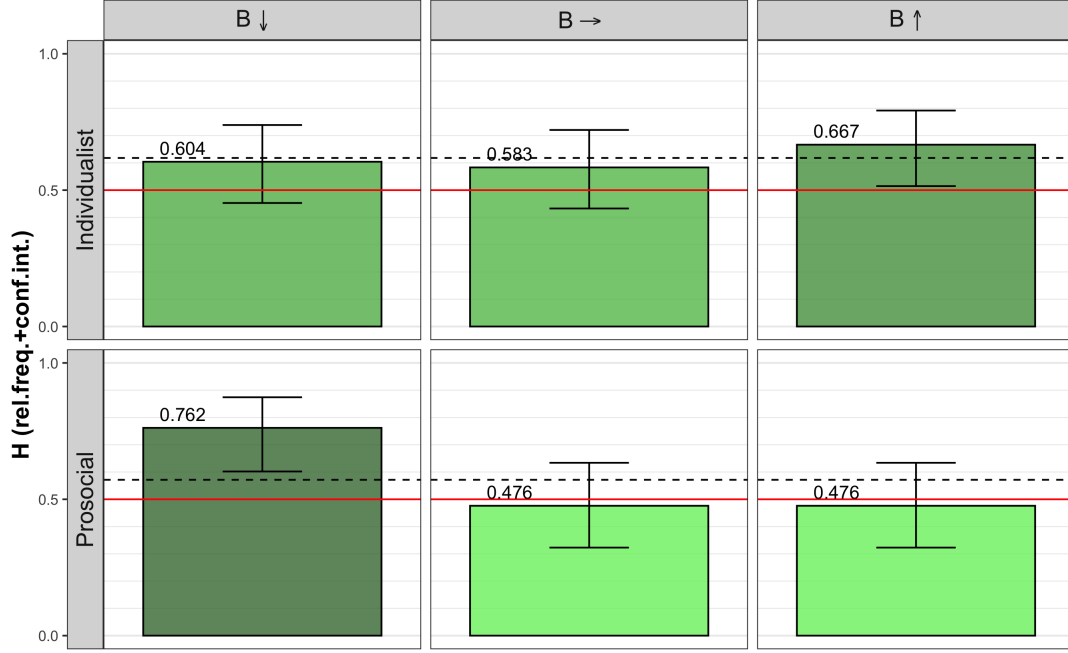 B ↓
B →
B ↑
H (rel.freq.+conf.int.)
Individualist
1.0
0.5
0.0
0.604
0.583
0.667
Prosocial
1.0
0.5
0.0
0.762
0.476
0.476